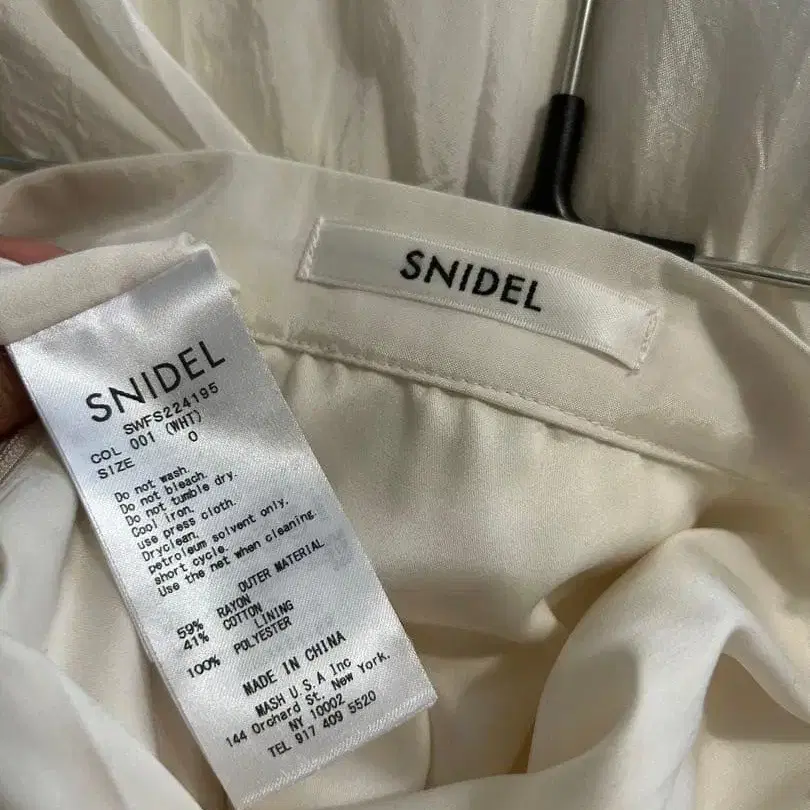 SNIDEL
SNIDEL
SWFS224195
COL 001 (WHT)
SIZE 0
Do not wash.
Do not bleach.
Do not tumble dry.
Cool iron.
use press cloth.
Dryclean.
petroleum solvent only.
short cycle.
Use the net when cleaning.
OUTER MATERIAL
59% RAYON
41% COTTON
LINING
100% POLYESTER
MADE IN CHINA
MASH U.S.A Inc
144 Orchard St, New York.
NY 10002
TEL 917 409 5520